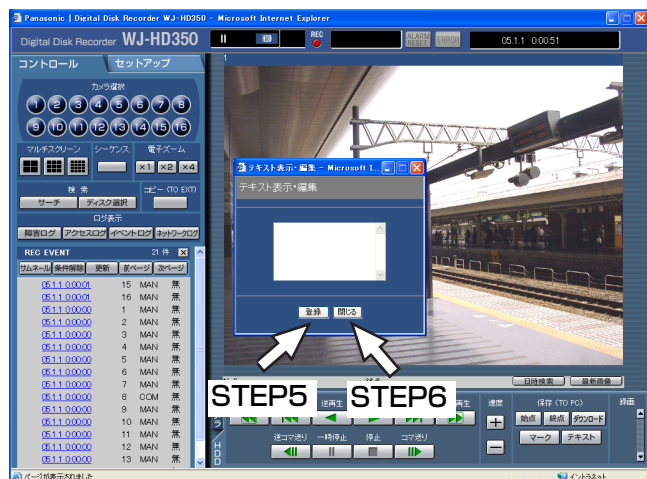 Panasonic | Digital Disk Recorder WJ-HD350 - Microsoft Internet Explorer
Digital Disk Recorder WJ-HD350
HDD
REC
ALARM RESET
ERROR
05.1.1 0:00:51
コントロール
セットアップ
1
カメラ選択
1 2 3 4 5 6 7 8
9 10 11 12 13 14 15 16
マルチスクリーン シーケンス 電子ズーム
×1 ×2 ×4
検索 コピー (TO EXT)
サーチ ディスク選択
ログ表示
障害ログ アクセスログ イベントログ ネットワークログ
REC EVENT 21 件 X
サムネール 条件解除 更新 前ページ 次ページ
05.1.1 0:00:01 15 MAN 無
05.1.1 0:00:01 16 MAN 無
05.1.1 0:00:00 1 MAN 無
05.1.1 0:00:00 2 MAN 無
05.1.1 0:00:00 3 MAN 無
05.1.1 0:00:00 4 MAN 無
05.1.1 0:00:00 5 MAN 無
05.1.1 0:00:00 6 MAN 無
05.1.1 0:00:00 7 MAN 無
05.1.1 0:00:00 8 COM 無
05.1.1 0:00:00 9 MAN 無
05.1.1 0:00:00 10 MAN 無
05.1.1 0:00:00 11 MAN 無
05.1.1 0:00:00 12 MAN 無
05.1.1 0:00:00 13 MAN 無
テキスト表示・編集 - Microsoft I...
テキスト表示・編集
登録 閉じる
STEP5 STEP6
日時検索 最新画像
逆再生 速度 保存 (TO PC) 録画
始点 終点 ダウンロード
逆コマ送り 一時停止 停止 コマ送り
マーク テキスト
HDD
ページが表示されました
イントラネット